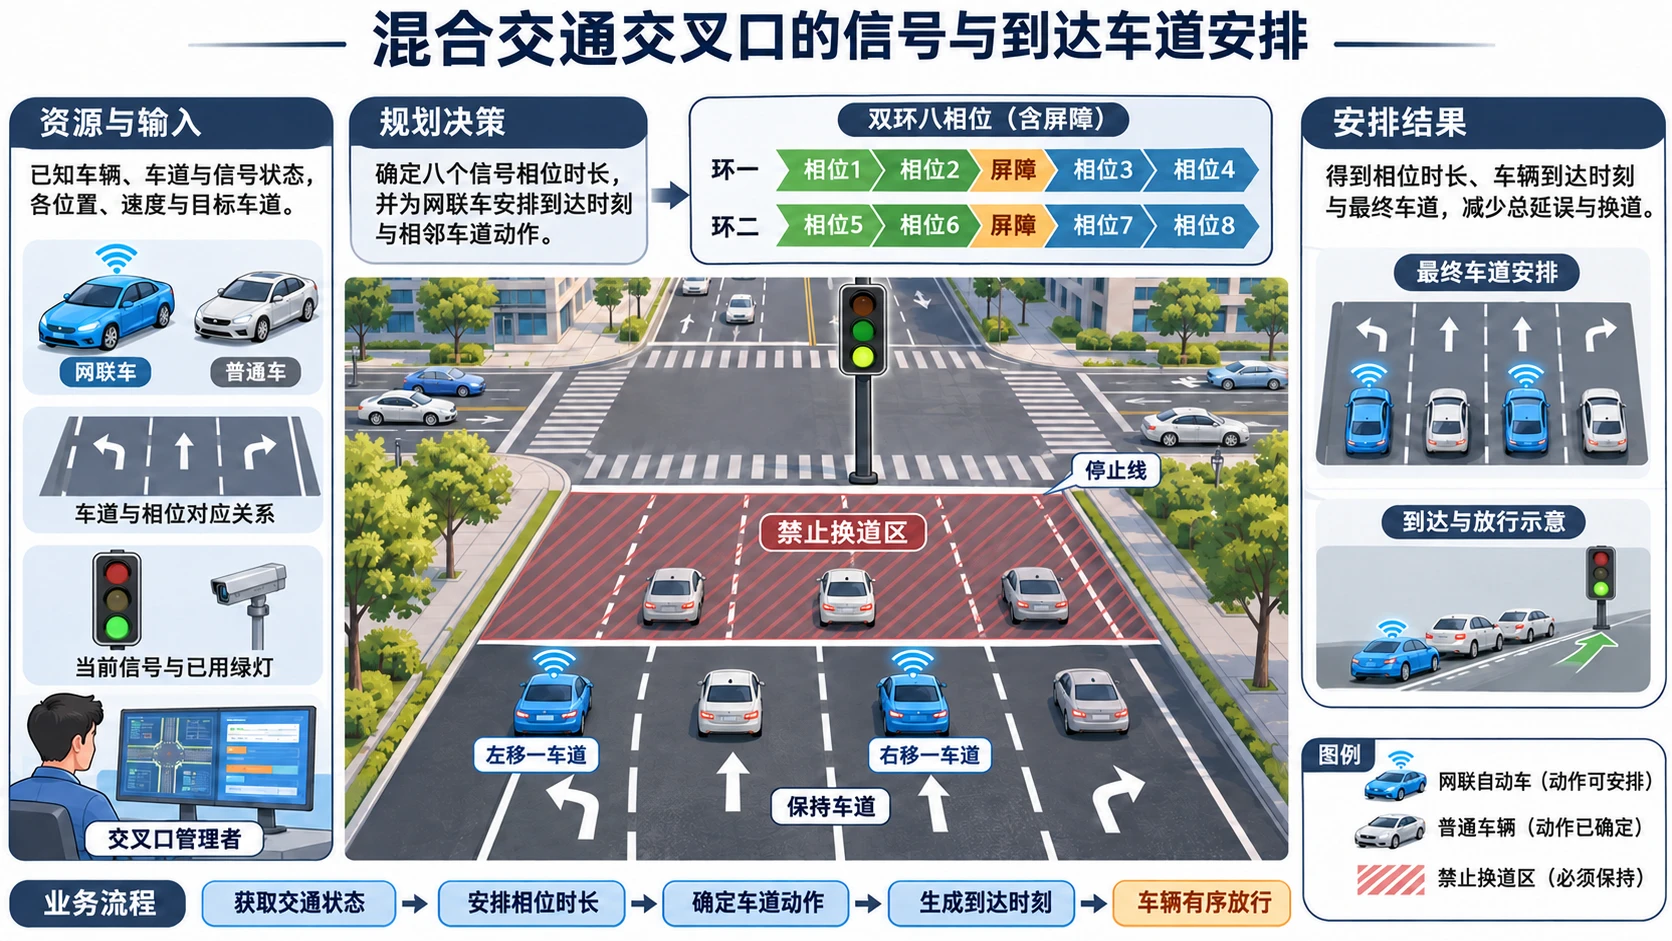 混合交通交叉口的信号与到达车道安排
资源与输入
已知车辆、车道与信号状态，
各位置、速度与目标车道。
网联车
普通车
车道与相位对应关系
当前信号与已用绿灯
交叉口管理者
规划决策
确定八个信号相位时长，
并为网联车安排到达时刻
与相邻车道动作。
双环八相位（含屏障）
环一 相位1 相位2 屏障 相位3 相位4
环二 相位5 相位6 屏障 相位7 相位8
停止线
禁止换道区
左移一车道
右移一车道
保持车道
安排结果
得到相位时长、车辆到达时刻
与最终车道，减少总延误与换道。
最终车道安排
到达与放行示意
图例
网联自动车（动作可安排）
普通车辆（动作已确定）
禁止换道区（必须保持）
业务流程 获取交通状态 安排相位时长 确定车道动作 生成到达时刻 车辆有序放行